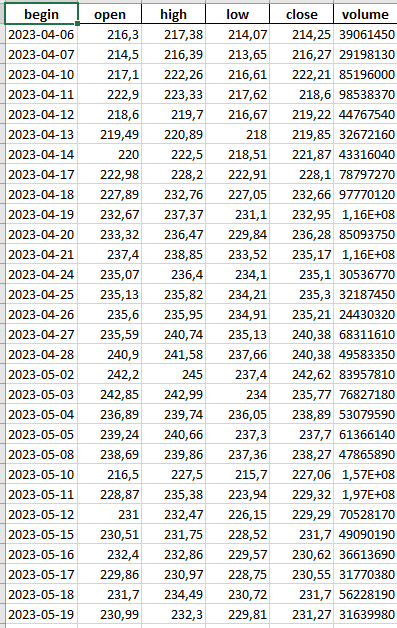 begin open high low close volume
2023-04-06 216,3 217,38 214,07 214,25 39061450
2023-04-07 214,5 216,39 213,65 216,27 29198130
2023-04-10 217,1 222,26 216,61 222,21 85196000
2023-04-11 222,9 223,33 217,62 218,6 98538370
2023-04-12 218,6 219,7 216,67 219,22 44767540
2023-04-13 219,49 220,89 218 219,85 32672160
2023-04-14 220 222,5 218,51 221,87 43316040
2023-04-17 222,98 228,2 222,91 228,1 78797270
2023-04-18 227,89 232,76 227,05 232,66 97770120
2023-04-19 232,67 237,37 231,1 232,95 1,16E+08
2023-04-20 233,32 236,47 229,84 236,28 85093750
2023-04-21 237,4 238,85 233,52 235,17 1,16E+08
2023-04-24 235,07 236,4 234,1 235,1 30536770
2023-04-25 235,13 235,82 234,21 235,3 32187450
2023-04-26 235,6 235,95 234,91 235,21 24430320
2023-04-27 235,59 240,74 235,13 240,38 68311610
2023-04-28 240,9 241,58 237,66 240,38 49583350
2023-05-02 242,2 245 237,4 242,62 83957810
2023-05-03 242,85 242,99 234 235,77 76827180
2023-05-04 236,89 239,74 236,05 238,89 53079590
2023-05-05 239,24 240,66 237,3 237,7 61366140
2023-05-08 238,69 239,86 237,36 238,27 47865890
2023-05-10 216,5 227,5 215,7 227,06 1,57E+08
2023-05-11 228,87 235,38 223,94 229,32 1,97E+08
2023-05-12 231 232,47 226,15 229,29 70528170
2023-05-15 230,51 231,75 228,52 231,7 49090190
2023-05-16 232,4 232,86 229,57 230,62 36613690
2023-05-17 229,86 230,97 228,75 230,55 31770380
2023-05-18 231,7 234,49 230,72 231,7 56228190
2023-05-19 230,99 232,3 229,81 231,27 31639980